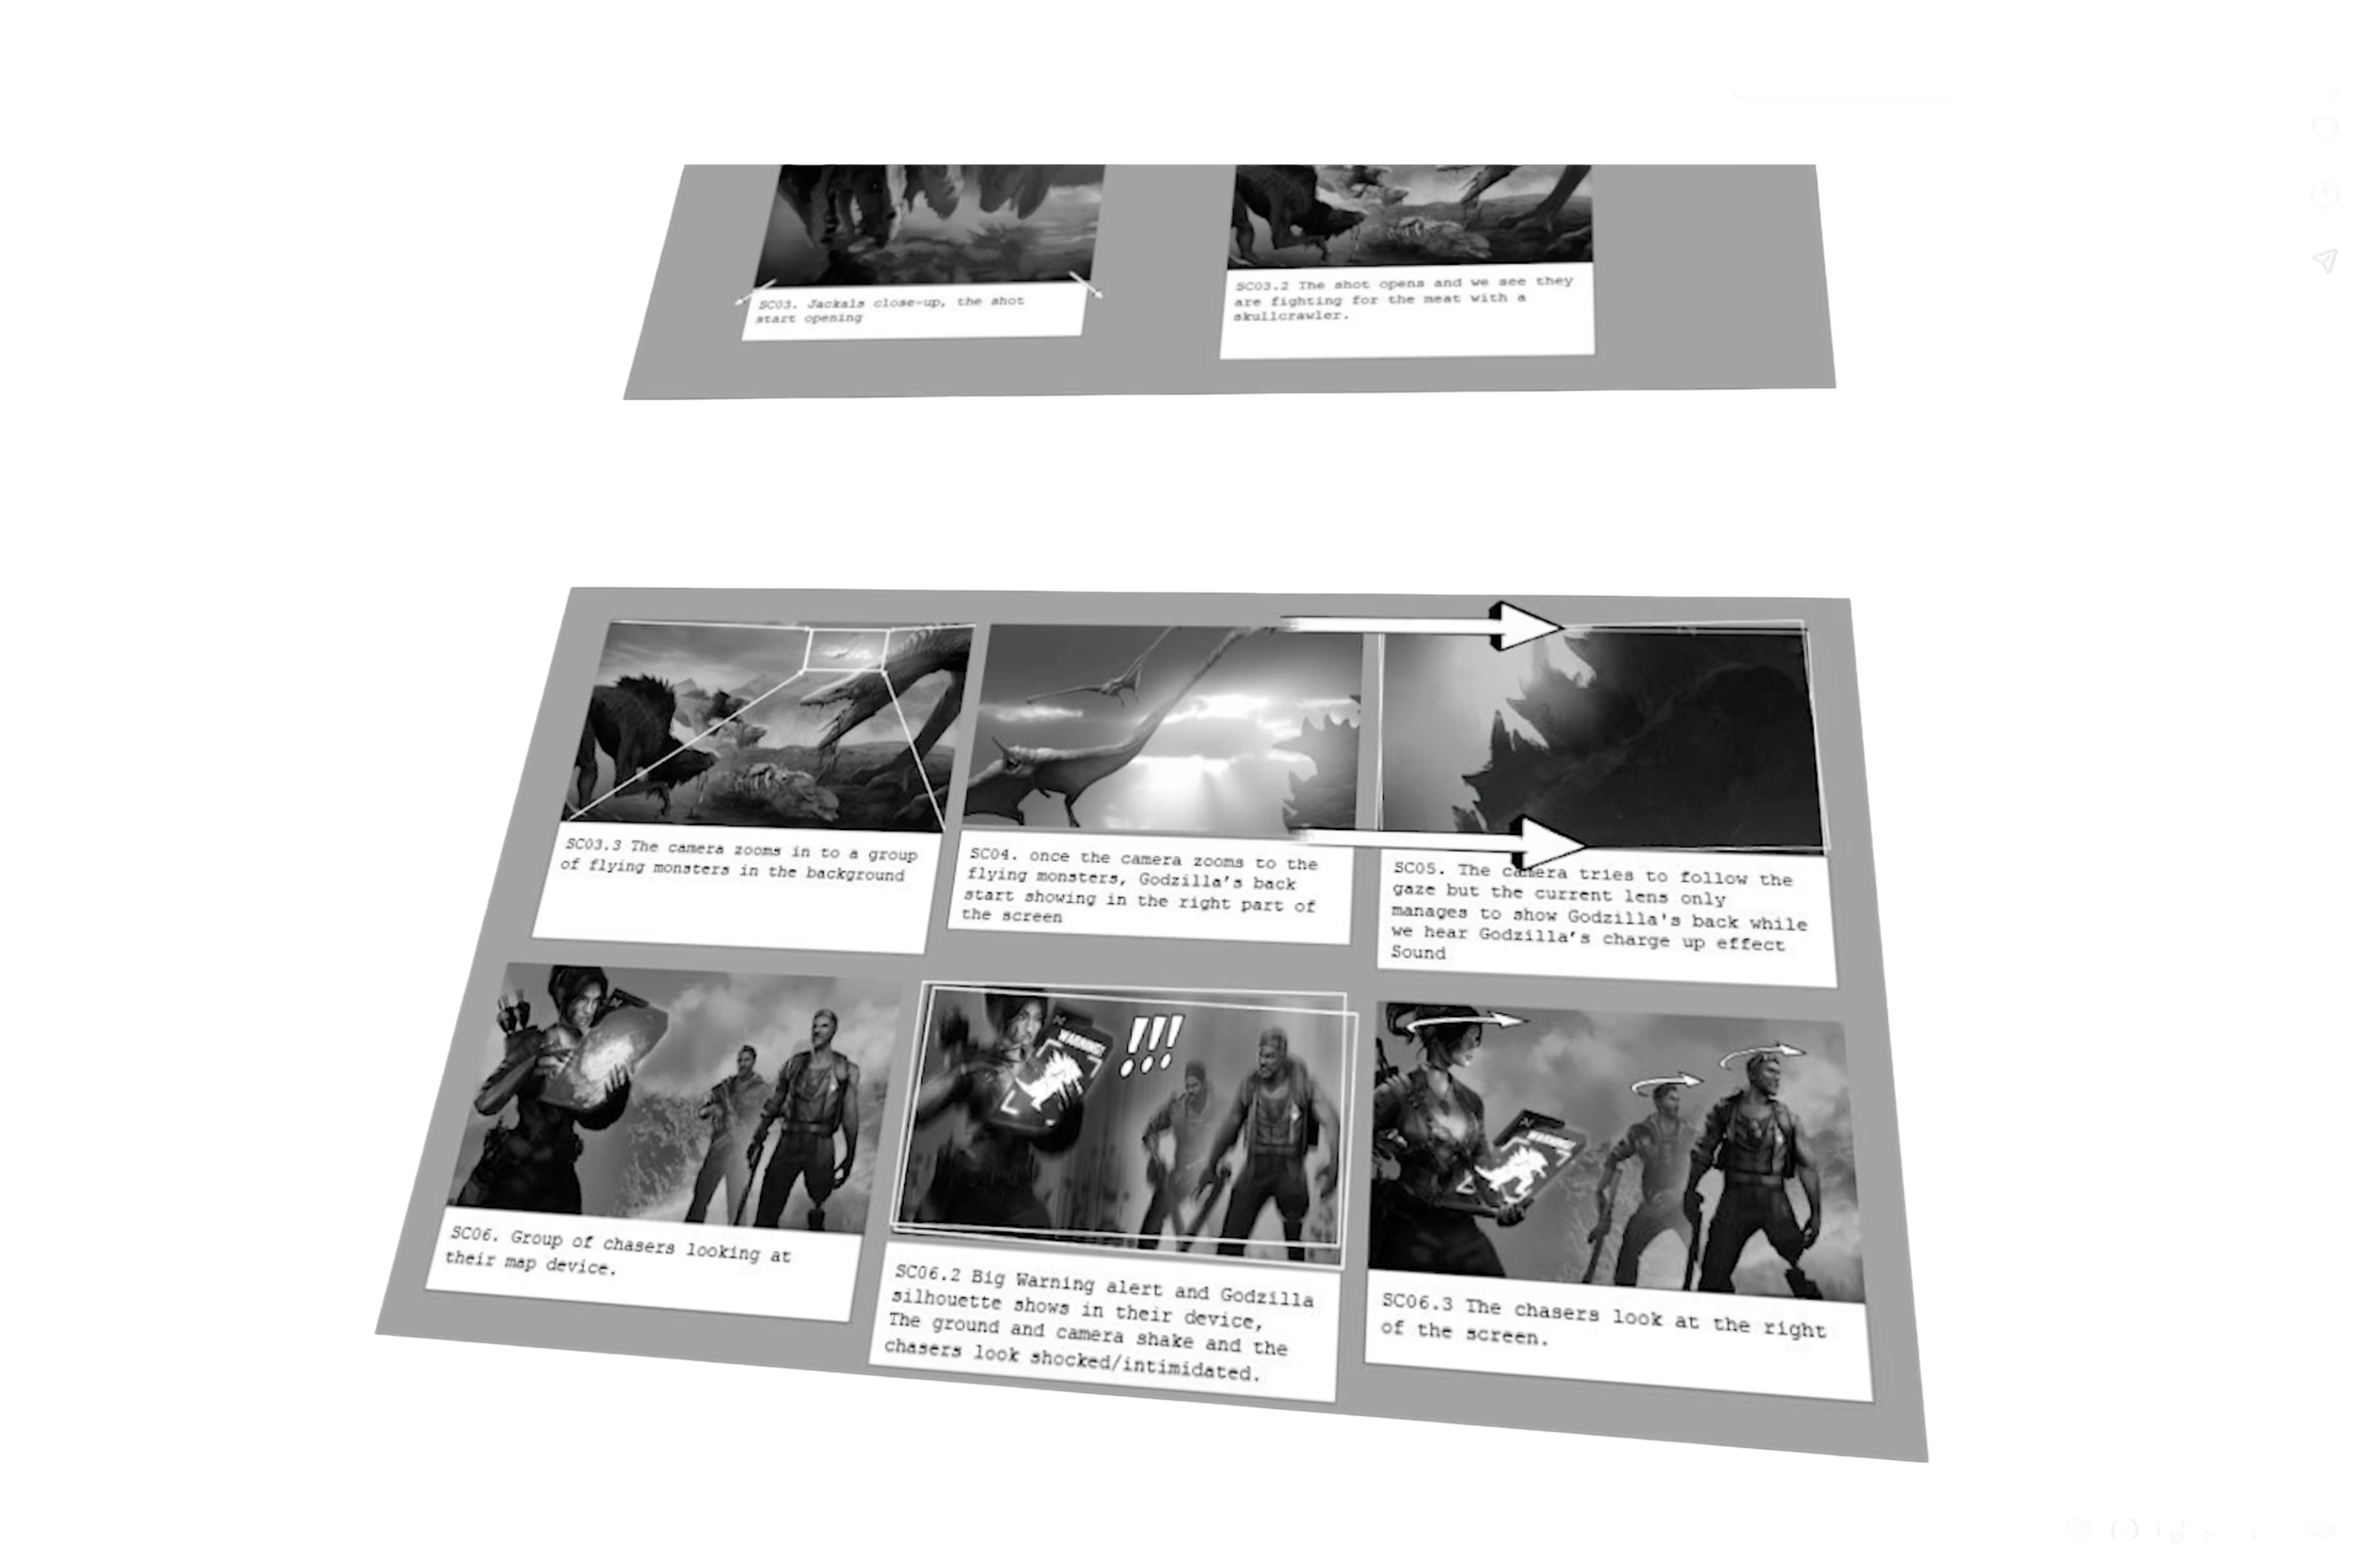 SC03. Jackals close-up, the shot
start opening
SC03.2 The shot opens and we see they
are fighting for the meat with a
skullcrawler.
SC03.3 The camera zooms in to a group
of flying monsters in the background
SC04. once the camera zooms to the
flying monsters, Godzilla's back
start showing in the right part of
the screen
SC05. The camera tries to follow the
gaze but the current lens only
manages to show Godzilla's back while
we hear Godzilla's charge up effect
Sound
SC06. Group of chasers looking at
their map device.
WARNING!
!!!
SC06.2 Big Warning alert and Godzilla
silhouette shows in their device,
The ground and camera shake and the
chasers look shocked/intimidated.
WARNING!
SC06.3 The chasers look at the right
of the screen.